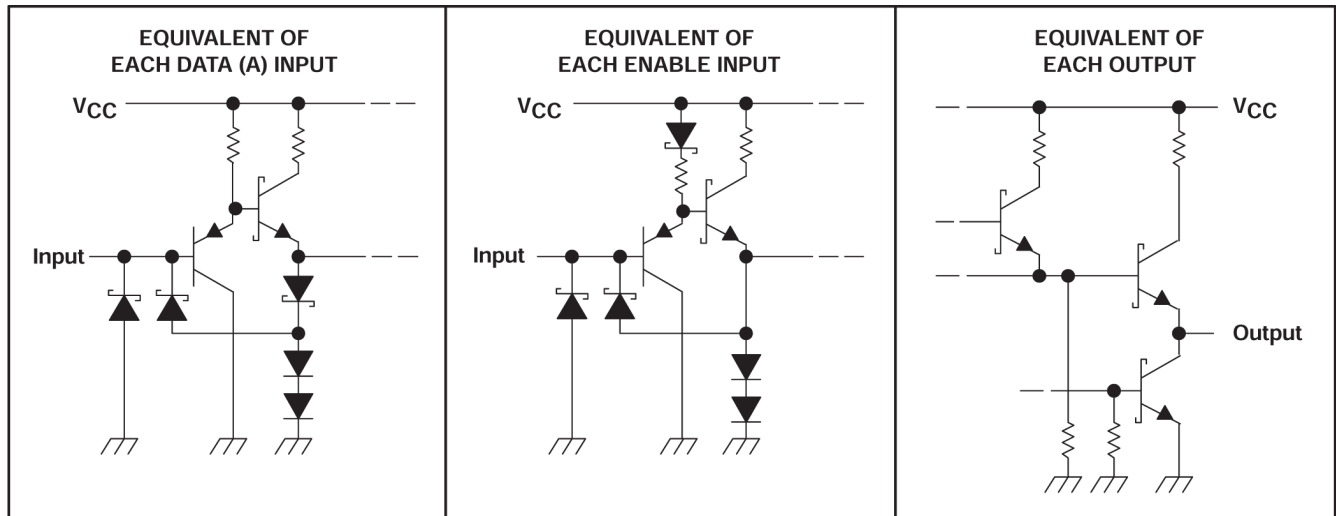 EQUIVALENT OF
EACH DATA (A) INPUT
VCC
Input
EQUIVALENT OF
EACH ENABLE INPUT
VCC
Input
EQUIVALENT OF
EACH OUTPUT
VCC
Output